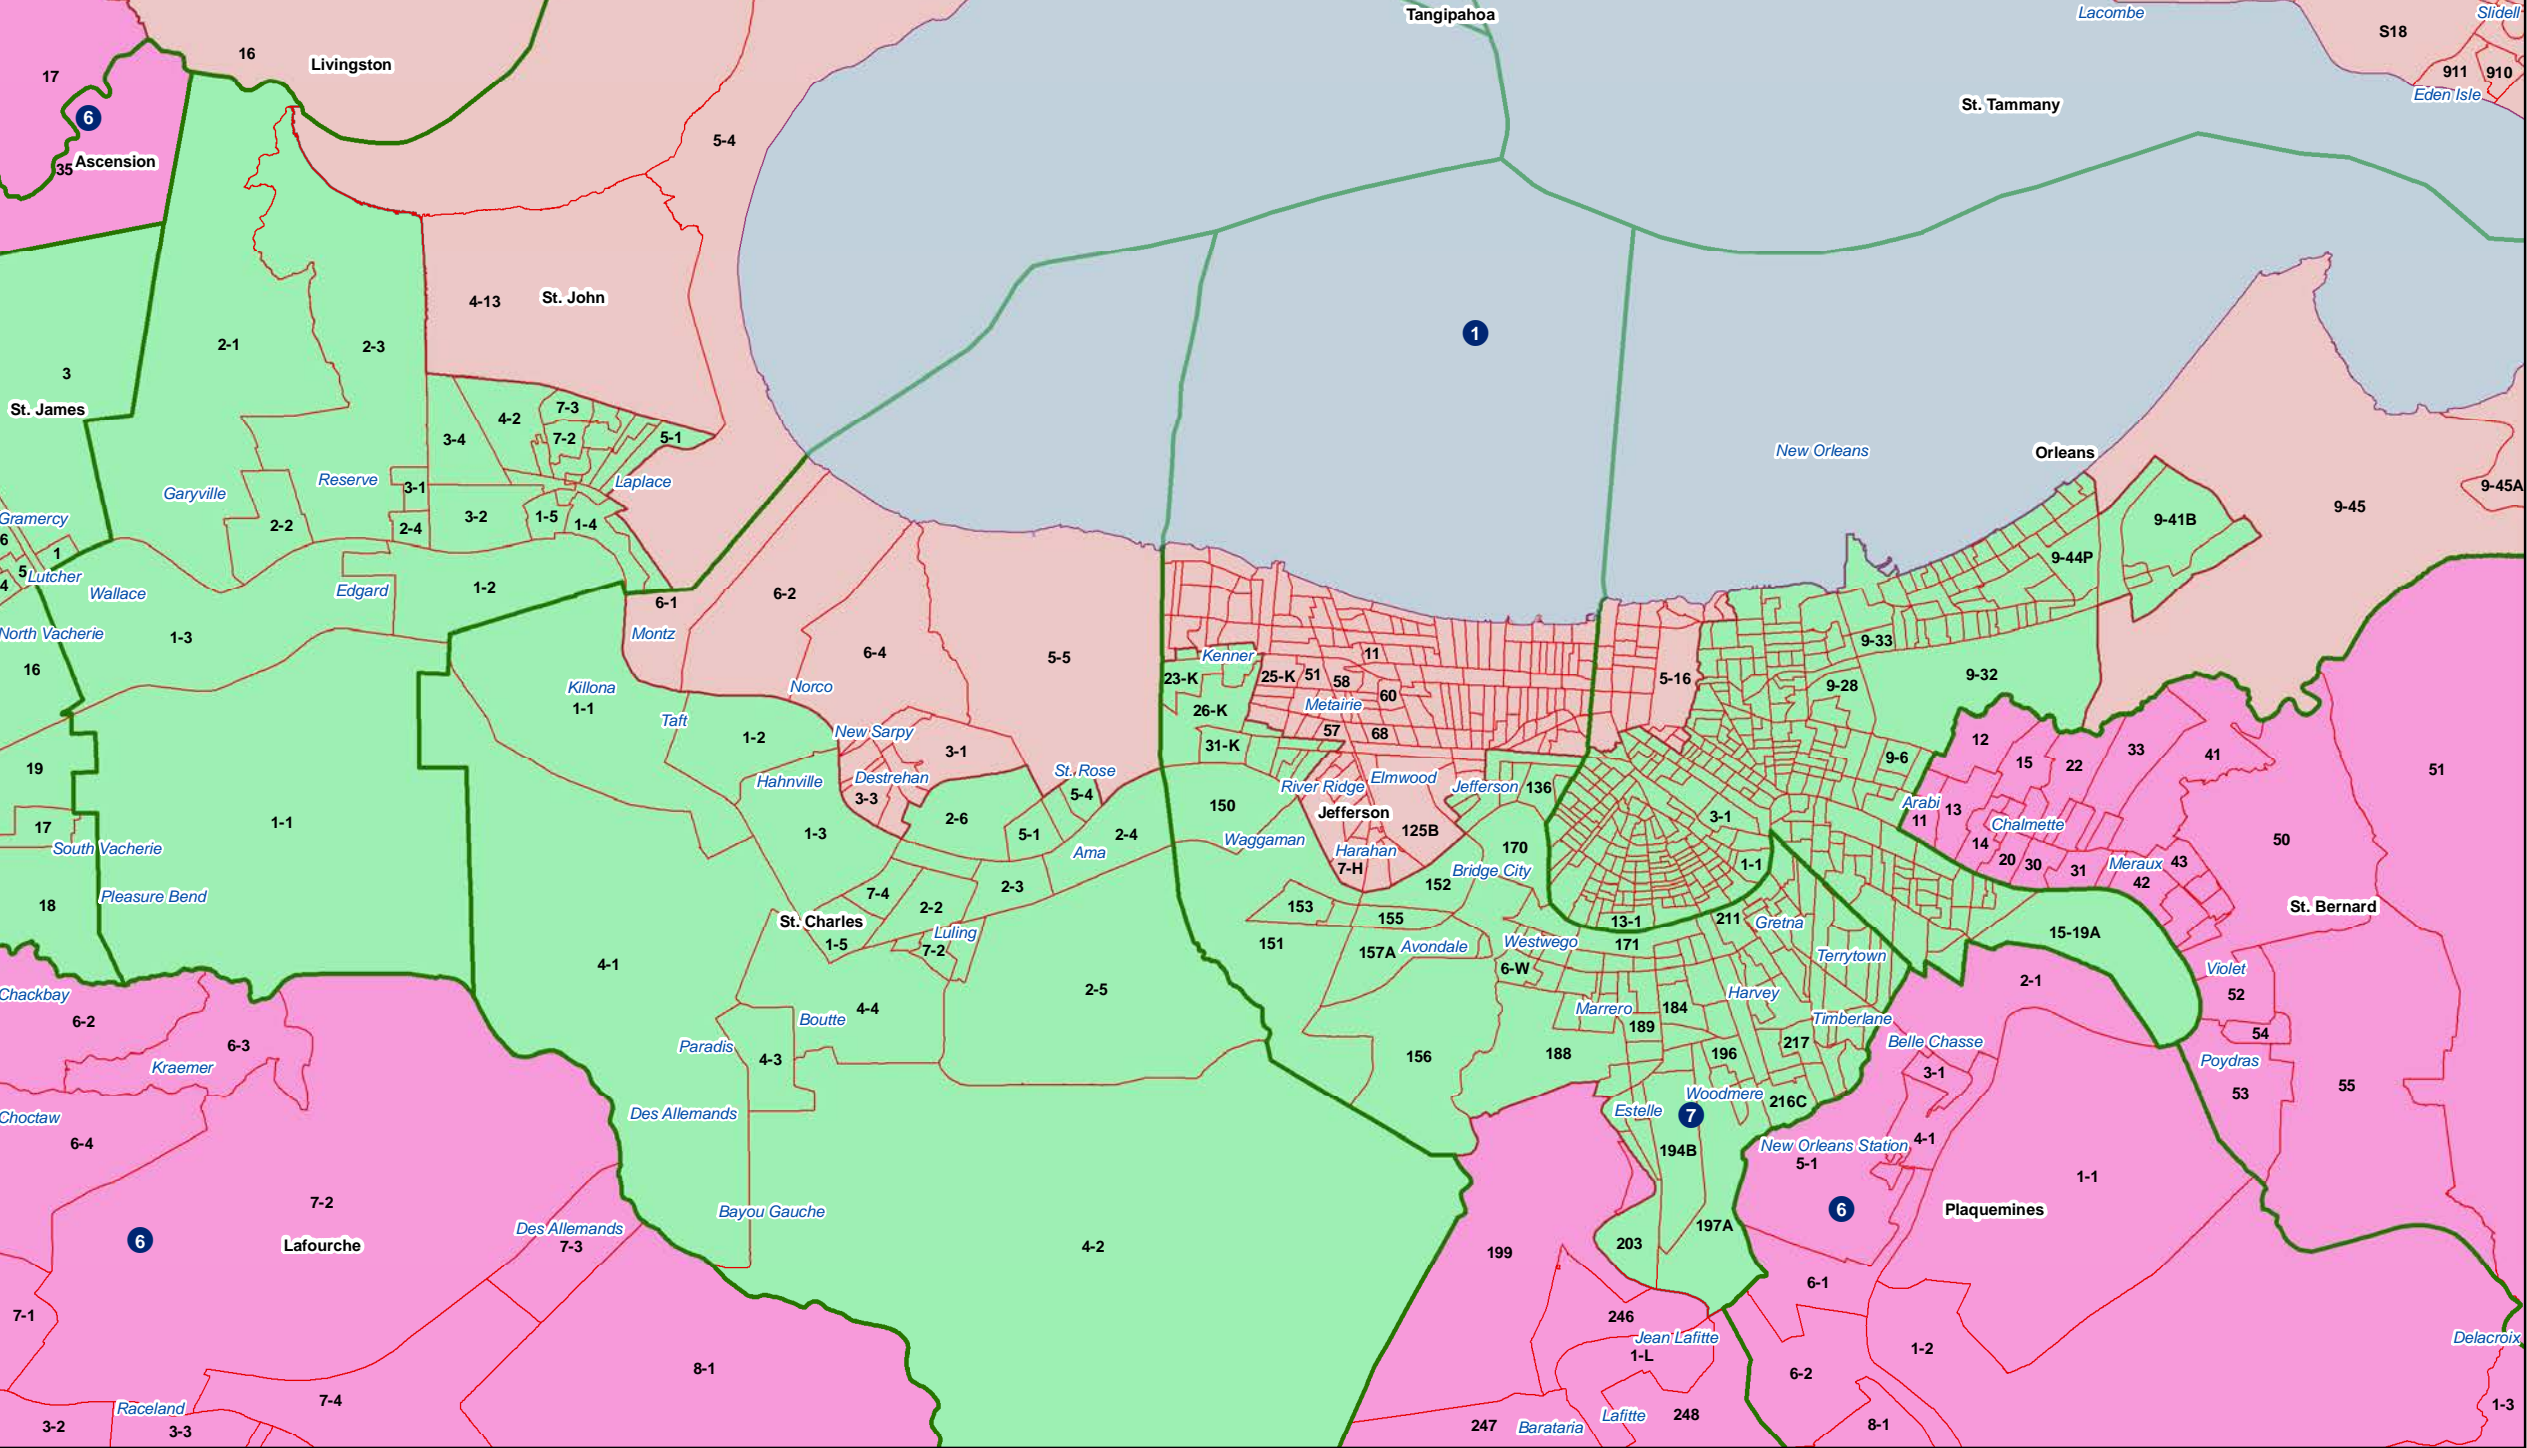 Tangipahoa
Lacombe
Slidell
16
S18
Livingston
17
911
910
Eden Isle
St. Tammany
6
5-4
35
Ascension
4-13
St. John
1
2-1
2-3
3
St. James
4-2
7-3
3-4
7-2
5-1
New Orleans
Orleans
Garyville
Reserve
3-1
Laplace
9-45A
9-45
Gramercy
2-2
2-4
3-2
1-5
1-4
9-41B
6
1
9-44P
5
Lutcher
4
Wallace
Edgard
1-2
6-1
6-2
North Vacherie
1-3
Montz
9-33
16
6-4
5-5
Kenner
11
23-K
25-K
51
58
5-16
9-32
Killona
1-1
Norco
60
9-28
Taft
26-K
Metairie
1-2
New Sarpy
57
68
12
3-1
31-K
9-6
15
22
33
41
19
Hahnville
Destrehan
St. Rose
River Ridge
Elmwood
Jefferson
136
51
3-3
5-4
150
Jefferson
Arabi
13
11
17
1-1
1-3
2-6
5-1
2-4
125B
3-1
Chalmette
South Vacherie
Ama
Waggaman
Harahan
170
14
50
7-H
Bridge City
1-1
20
30
31
Meraux
43
42
Pleasure Bend
7-4
2-3
152
18
2-2
153
155
St. Charles
13-1
211
Gretna
St. Bernard
1-5
Luling
7-2
151
157A
Avondale
Westwego
171
15-19A
Terrytown
4-1
6-W
Violet
2-1
Chackbay
2-5
Harvey
52
6-2
Boutte
4-4
Marrero
184
189
Timberlane
54
6-3
Paradis
4-3
156
188
196
217
Belle Chasse
Poydras
Kraemer
3-1
53
55
Choctaw
Des Allemands
Woodmere
216C
Estelle
7
6-4
194B
New Orleans Station
4-1
5-1
1-1
7-2
Bayou Gauche
6
Plaquemines
6
Lafourche
Des Allemands
7-3
4-2
199
203
197A
6-1
7-1
246
Jean Lafitte
1-L
Delacroix
1-2
8-1
6-2
7-4
Raceland
3-2
3-3
247
Barataria
Lafitte
248
8-1
1-3